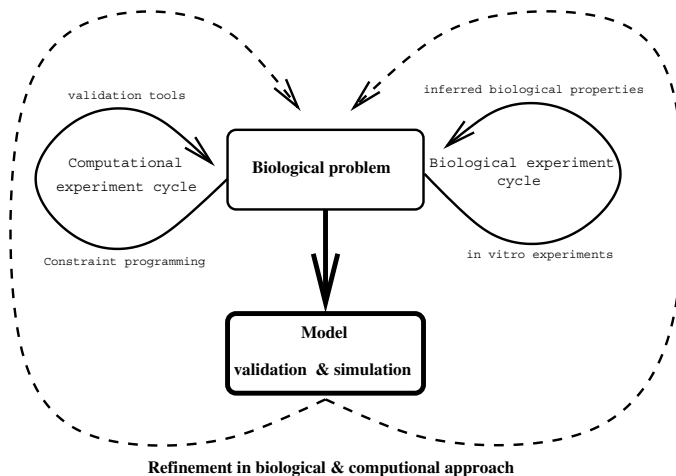 validation tools
inferred biological properties
Computational
experiment cycle
Biological problem
Biological experiment
cycle
Constraint programming
in vitro experiments
Model
validation & simulation
Refinement in biological & computional approach